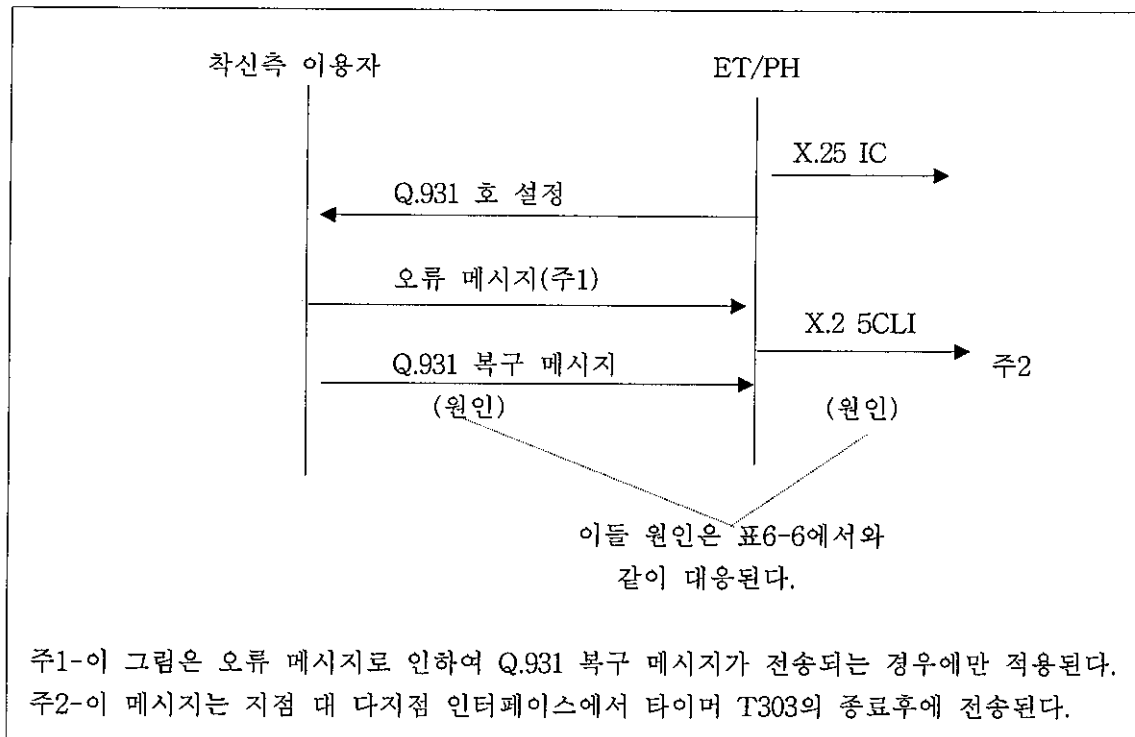 착신측 이용자
ET/PH
X.25 IC
Q.931 호 설정
오류 메시지(주1)
X.2 5CLI
주2
Q.931 복구 메시지
(원인)
(원인)
이들 원인은 표6-6에서와
같이 대응된다.
주1-이 그림은 오류 메시지로 인하여 Q.931 복구 메시지가 전송되는 경우에만 적용된다.
주2-이 메시지는 지점 대 다지점 인터페이스에서 타이머 T303의 종료후에 전송된다.